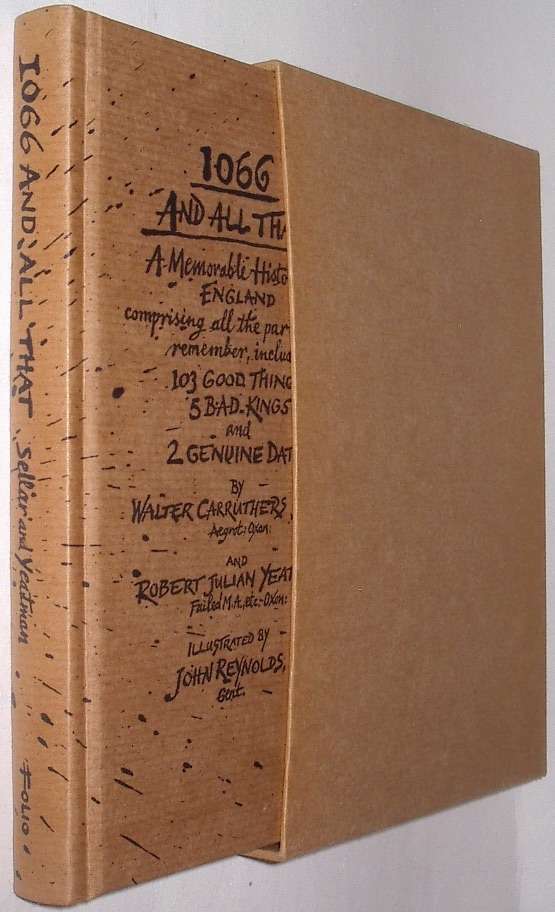 1066 AND ALL THAT Sellar and Yeatman FOLIO
1066
AND ALL THA
A Memorable Histo
ENGLAND
comprising all the par
remember, includ
103 GOOD THING
5 BAD KINGS
and
2 GENUINE DAT
BY
WALTER CARRUTHERS
Aegrot: Oxon:
AND
ROBERT JULIAN YEAT
Failed M.A., etc:-Oxon:
ILLUSTRATED BY
JOHN REYNOLDS,
Gent.